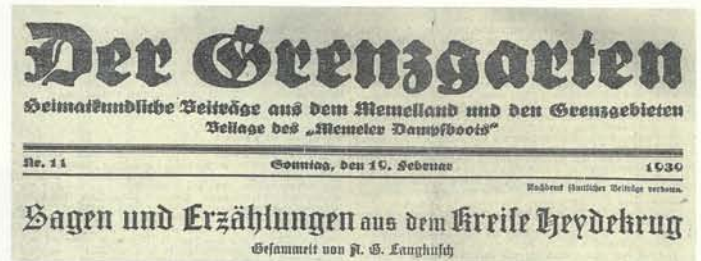 Der Grenzgarten
Heimatkundliche Beiträge aus dem Memelland und den Grenzgebieten
Beilage des „Memeler Dampfboots“
Nr. 11 Sonntag, den 19. Februar 1939
Nachdruck sämtlicher Beiträge verboten.
Sagen und Erzählungen aus dem Kreise Heydekrug
Gesammelt von A. G. Langkusch